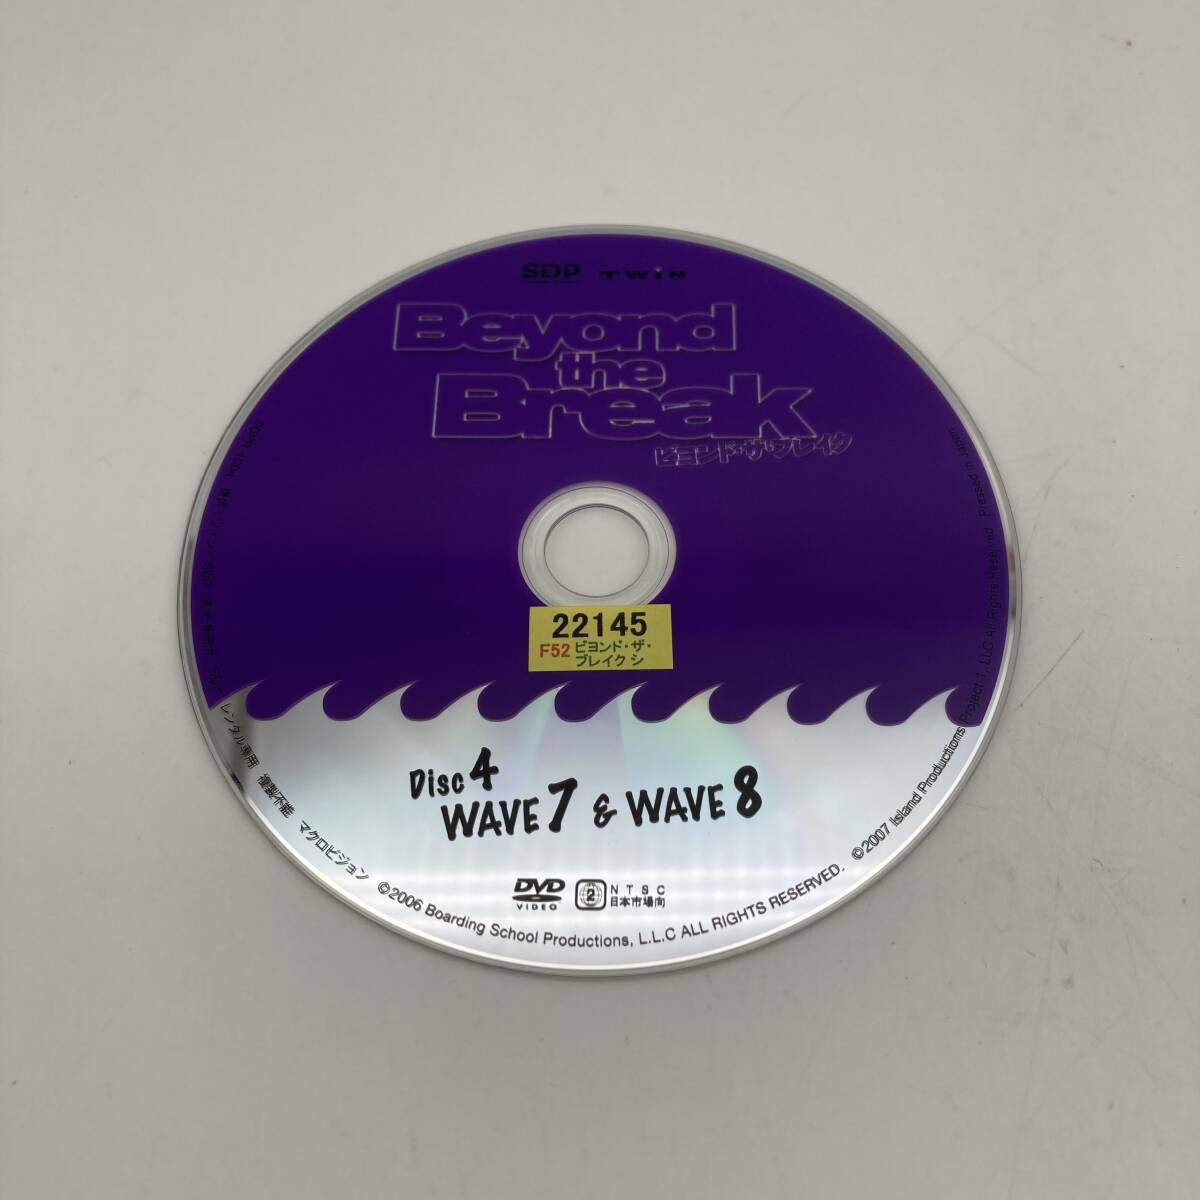 SDP TWIN
Beyond
the
Break
ビヨンド・ザ・ブレイク
22145
F52 ビヨンド・ザ・
ブレイク シ
Disc 4
WAVE 7 & WAVE 8
DVD
VIDEO
2
NTSC
日本市場向
レンタル専用 複製不能 マクロビジョン ©2006 Boarding School Productions, L.L.C ALL RIGHTS RESERVED. ©2007 Island Productions Project 1, LLC All Rights Reserved Pressed in Japan